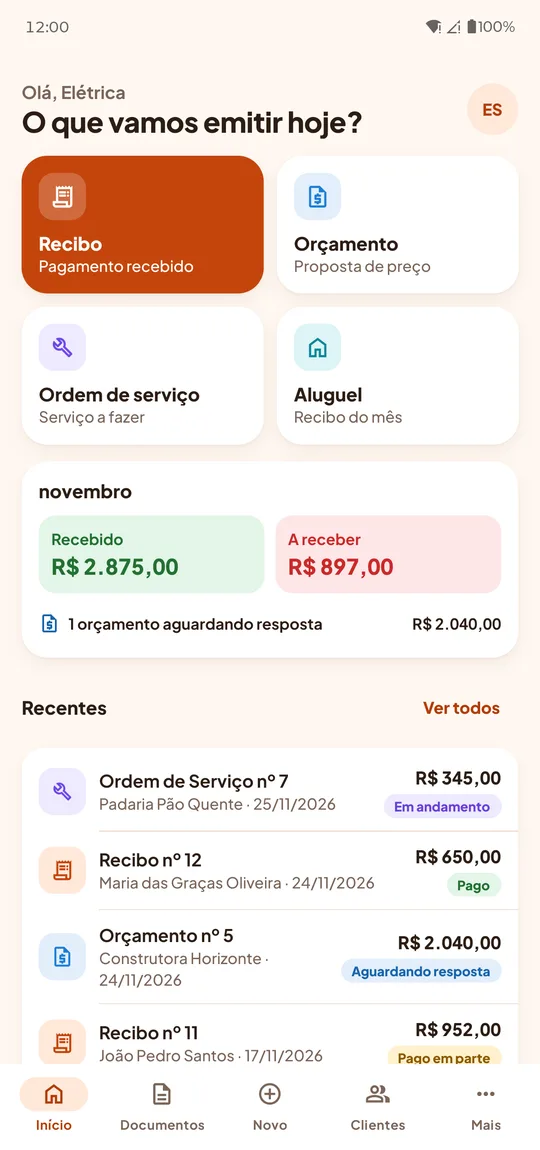 12:00
100%
Olá, Elétrica
O que vamos emitir hoje?
ES
Recibo
Pagamento recebido
Orçamento
Proposta de preço
Ordem de serviço
Serviço a fazer
Aluguel
Recibo do mês
novembro
Recebido
R$ 2.875,00
A receber
R$ 897,00
1 orçamento aguardando resposta
R$ 2.040,00
Recentes
Ver todos
Ordem de Serviço nº 7
Padaria Pão Quente · 25/11/2026
R$ 345,00
Em andamento
Recibo nº 12
Maria das Graças Oliveira · 24/11/2026
R$ 650,00
Pago
Orçamento nº 5
Construtora Horizonte ·
24/11/2026
R$ 2.040,00
Aguardando resposta
Recibo nº 11
João Pedro Santos · 17/11/2026
R$ 952,00
Pago em parte
Início
Documentos
Novo
Clientes
Mais